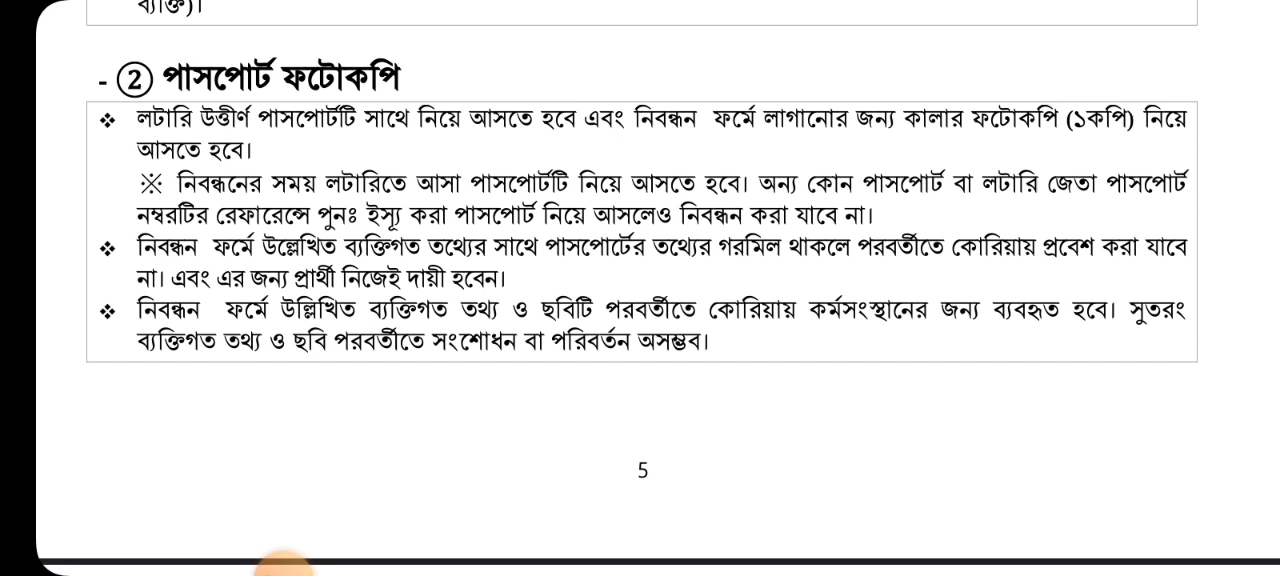 ব্যক্তি)।
- ② পাসপোর্ট ফটোকপি
❖ লটারি উত্তীর্ণ পাসপোর্টটি সাথে নিয়ে আসতে হবে এবং নিবন্ধন ফর্মে লাগানোর জন্য কালার ফটোকপি (১কপি) নিয়ে
আসতে হবে।
※ নিবন্ধনের সময় লটারিতে আসা পাসপোর্টটি নিয়ে আসতে হবে। অন্য কোন পাসপোর্ট বা লটারি জেতা পাসপোর্ট
নম্বরটির রেফারেন্সে পুনঃ ইস্যূ করা পাসপোর্ট নিয়ে আসলেও নিবন্ধন করা যাবে না।
❖ নিবন্ধন ফর্মে উল্লেখিত ব্যক্তিগত তথ্যের সাথে পাসপোর্টের তথ্যের গরমিল থাকলে পরবর্তীতে কোরিয়ায় প্রবেশ করা যাবে
না। এবং এর জন্য প্রার্থী নিজেই দায়ী হবেন।
❖ নিবন্ধন ফর্মে উল্লিখিত ব্যক্তিগত তথ্য ও ছবিটি পরবর্তীতে কোরিয়ায় কর্মসংস্থানের জন্য ব্যবহৃত হবে। সুতরং
ব্যক্তিগত তথ্য ও ছবি পরবর্তীতে সংশোধন বা পরিবর্তন অসম্ভব।
5